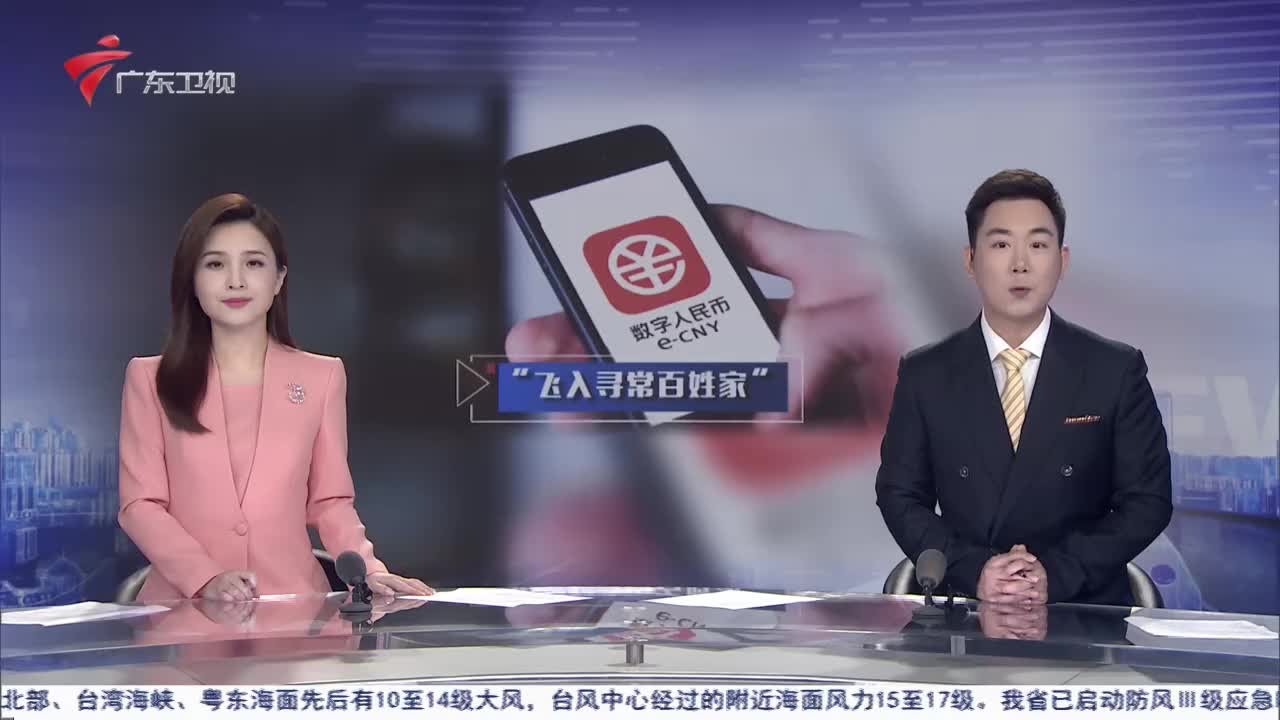 广东卫视
数字人民币
e-CNY
“飞入寻常百姓家”
北部、台湾海峡、粤东海面先后有10至14级大风，台风中心经过的附近海面风力15至17级。我省已启动防风Ⅲ级应急